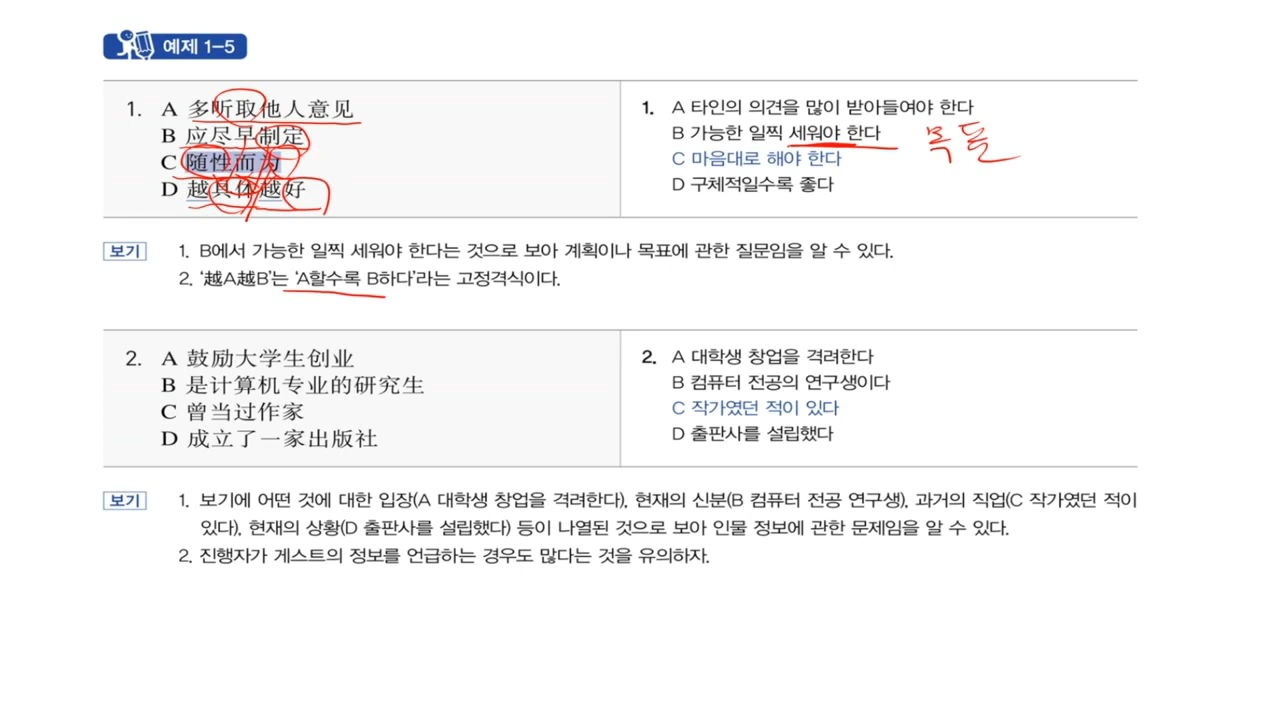 예제 1-5
1. A 多听取他人意见
B 应尽早制定
C 随性而为
D 越具体越好
1. A 타인의 의견을 많이 받아들여야 한다
B 가능한 일찍 세워야 한다
C 마음대로 해야 한다
D 구체적일수록 좋다
보기 1. B에서 가능한 일찍 세워야 한다는 것으로 보아 계획이나 목표에 관한 질문임을 알 수 있다.
2. ‘越A越B’는 ‘A할수록 B하다’라는 고정격식이다.
2. A 鼓励大学生创业
B 是计算机专业的研究生
C 曾当过作家
D 成立了一家出版社
2. A 대학생 창업을 격려한다
B 컴퓨터 전공의 연구생이다
C 작가였던 적이 있다
D 출판사를 설립했다
보기 1. 보기에 어떤 것에 대한 입장(A 대학생 창업을 격려한다), 현재의 신분(B 컴퓨터 전공 연구생), 과거의 직업(C 작가였던 적이
있다), 현재의 상황(D 출판사를 설립했다) 등이 나열된 것으로 보아 인물 정보에 관한 문제임을 알 수 있다.
2. 진행자가 게스트의 정보를 언급하는 경우도 많다는 것을 유의하자.